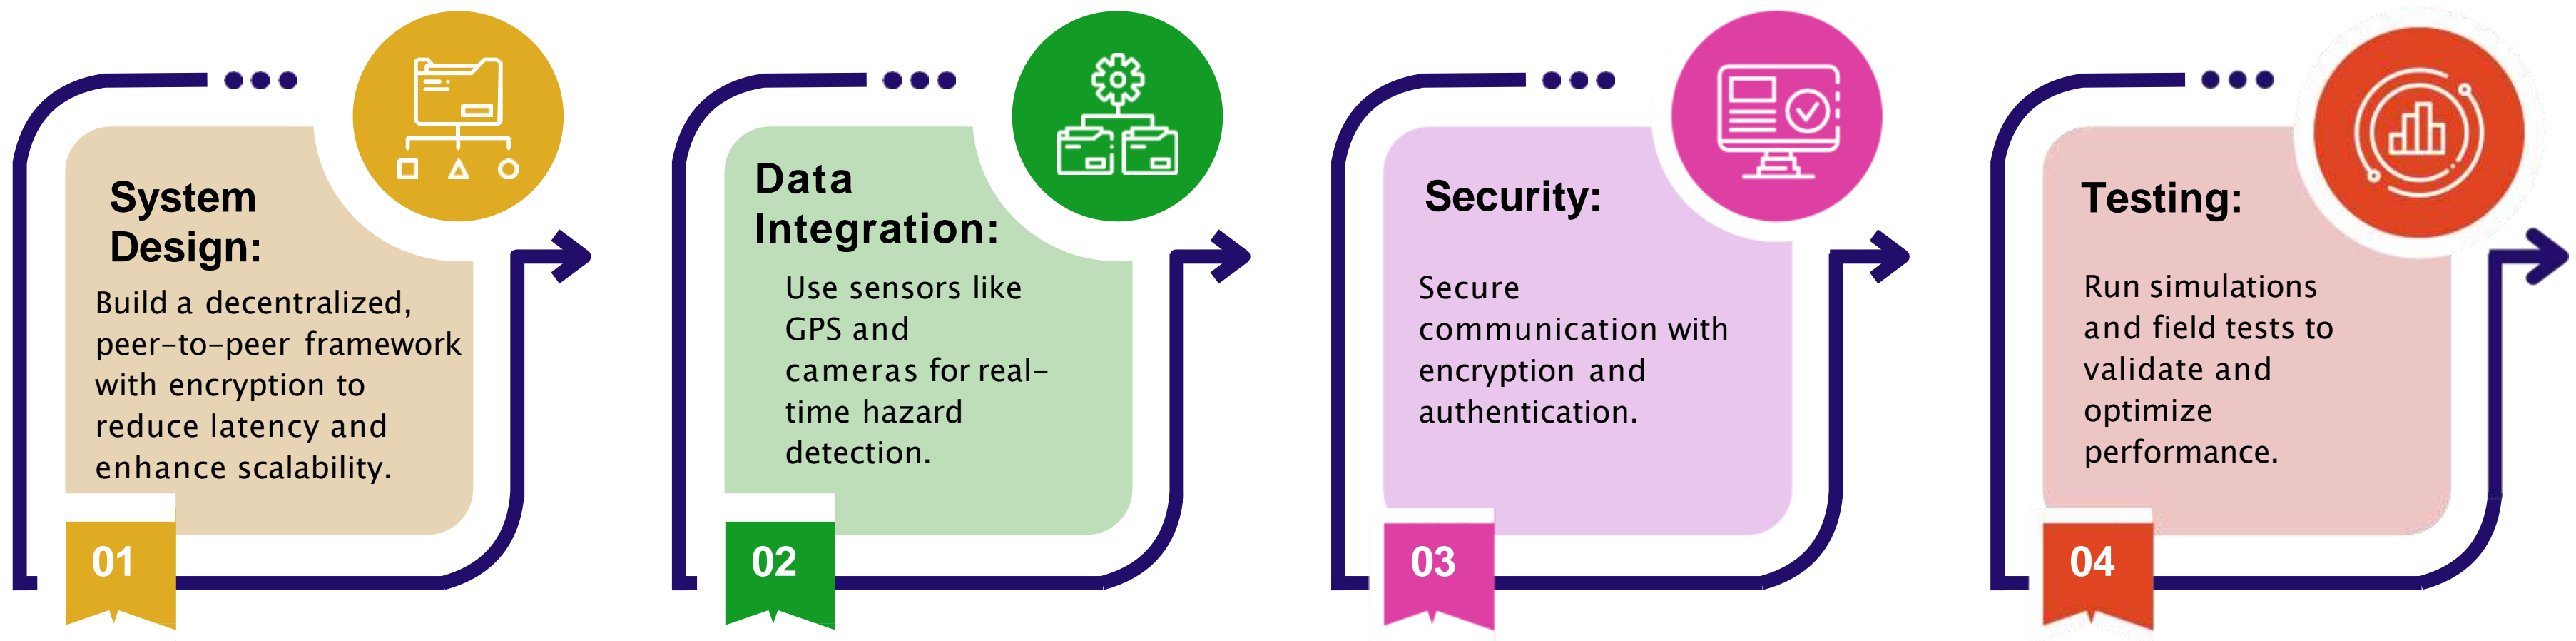 System
Design:
Build a decentralized,
peer-to-peer framework
with encryption to
reduce latency and
enhance scalability.
01
Data
Integration:
Use sensors like
GPS and
cameras for real-
time hazard
detection.
02
Security:
Secure
communication with
encryption and
authentication.
03
Testing:
Run simulations
and field tests to
validate and
optimize
performance.
04